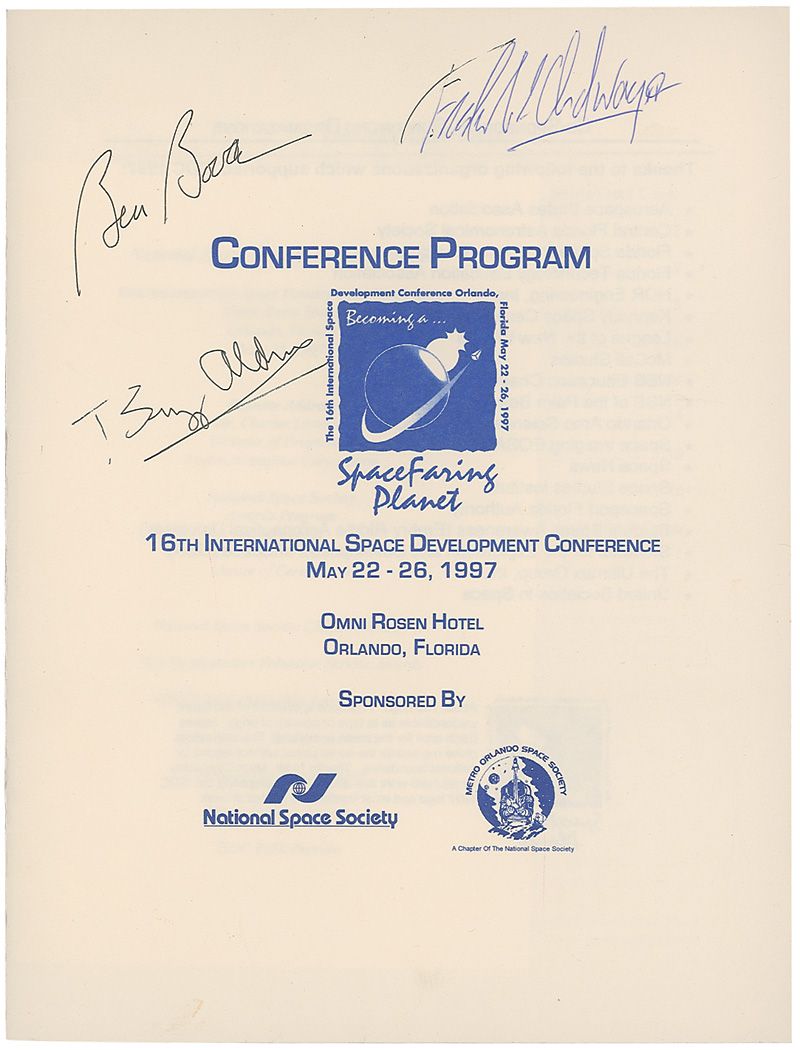 Ben Bova
Frederick I. Ordway III
CONFERENCE PROGRAM
Development Conference Orlando,
The 16th International Space
Florida May 22 - 26, 1997
Becoming a ...
Buzz Aldrin
SpaceFaring
Planet
16TH INTERNATIONAL SPACE DEVELOPMENT CONFERENCE
MAY 22 - 26, 1997
OMNI ROSEN HOTEL
ORLANDO, FLORIDA
SPONSORED BY
National Space Society
METRO ORLANDO SPACE SOCIETY
A Chapter Of The National Space Society